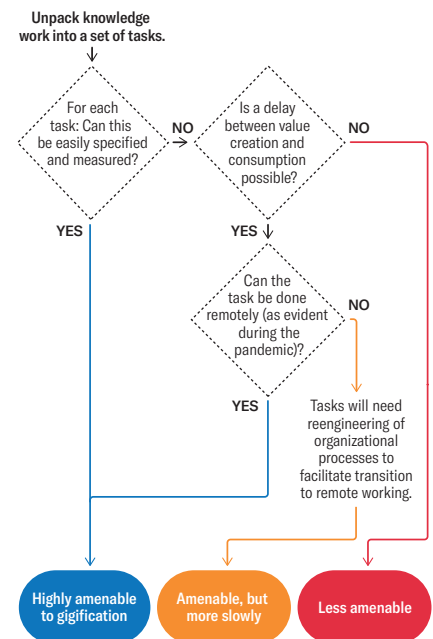 Unpack knowledge
work into a set of tasks.
For each
task: Can this
be easily specified
and measured?
NO
Is a delay
between value
creation and
consumption
possible?
NO
YES
YES
Can the
task be done
remotely (as evident
during the
pandemic)?
NO
YES
Tasks will need
reengineering of
organizational
processes to
facilitate transition
to remote working.
Highly amenable
to gigification
Amenable, but
more slowly
Less amenable